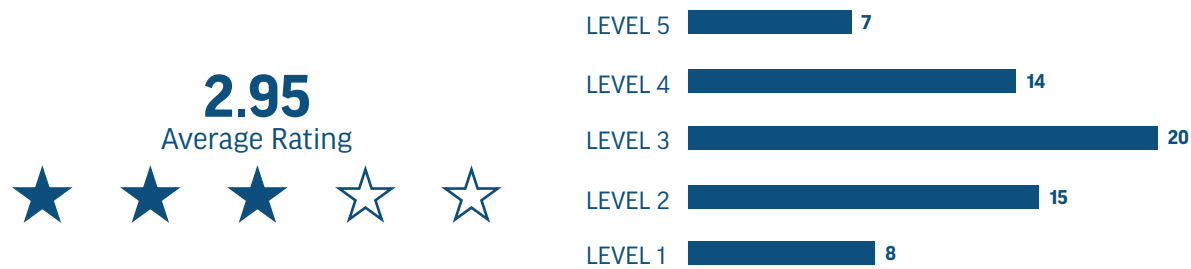 2.95
Average Rating
LEVEL 5 7
LEVEL 4 14
LEVEL 3 20
LEVEL 2 15
LEVEL 1 8